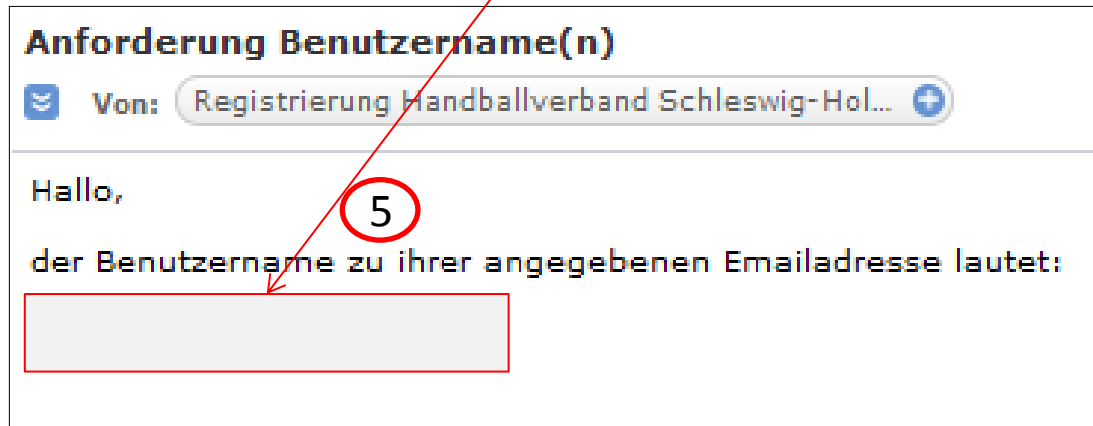 Anforderung Benutzername(n)
Von: Registrierung Handballverband Schleswig-Hol...
Hallo,
5
der Benutzername zu ihrer angegebenen Emailadresse lautet: